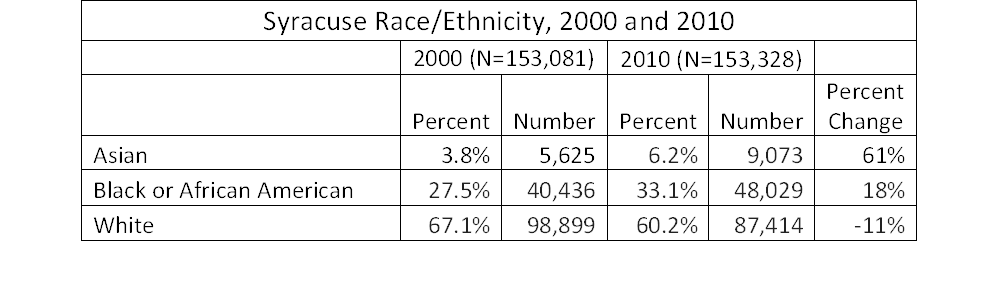 Syracuse Race/Ethnicity, 2000 and 2010
2000 (N=153,081) 2010 (N=153,328)
Percent Number Percent Number Percent Change
Asian 3.8% 5,625 6.2% 9,073 61%
Black or African American 27.5% 40,436 33.1% 48,029 18%
White 67.1% 98,899 60.2% 87,414 -11%